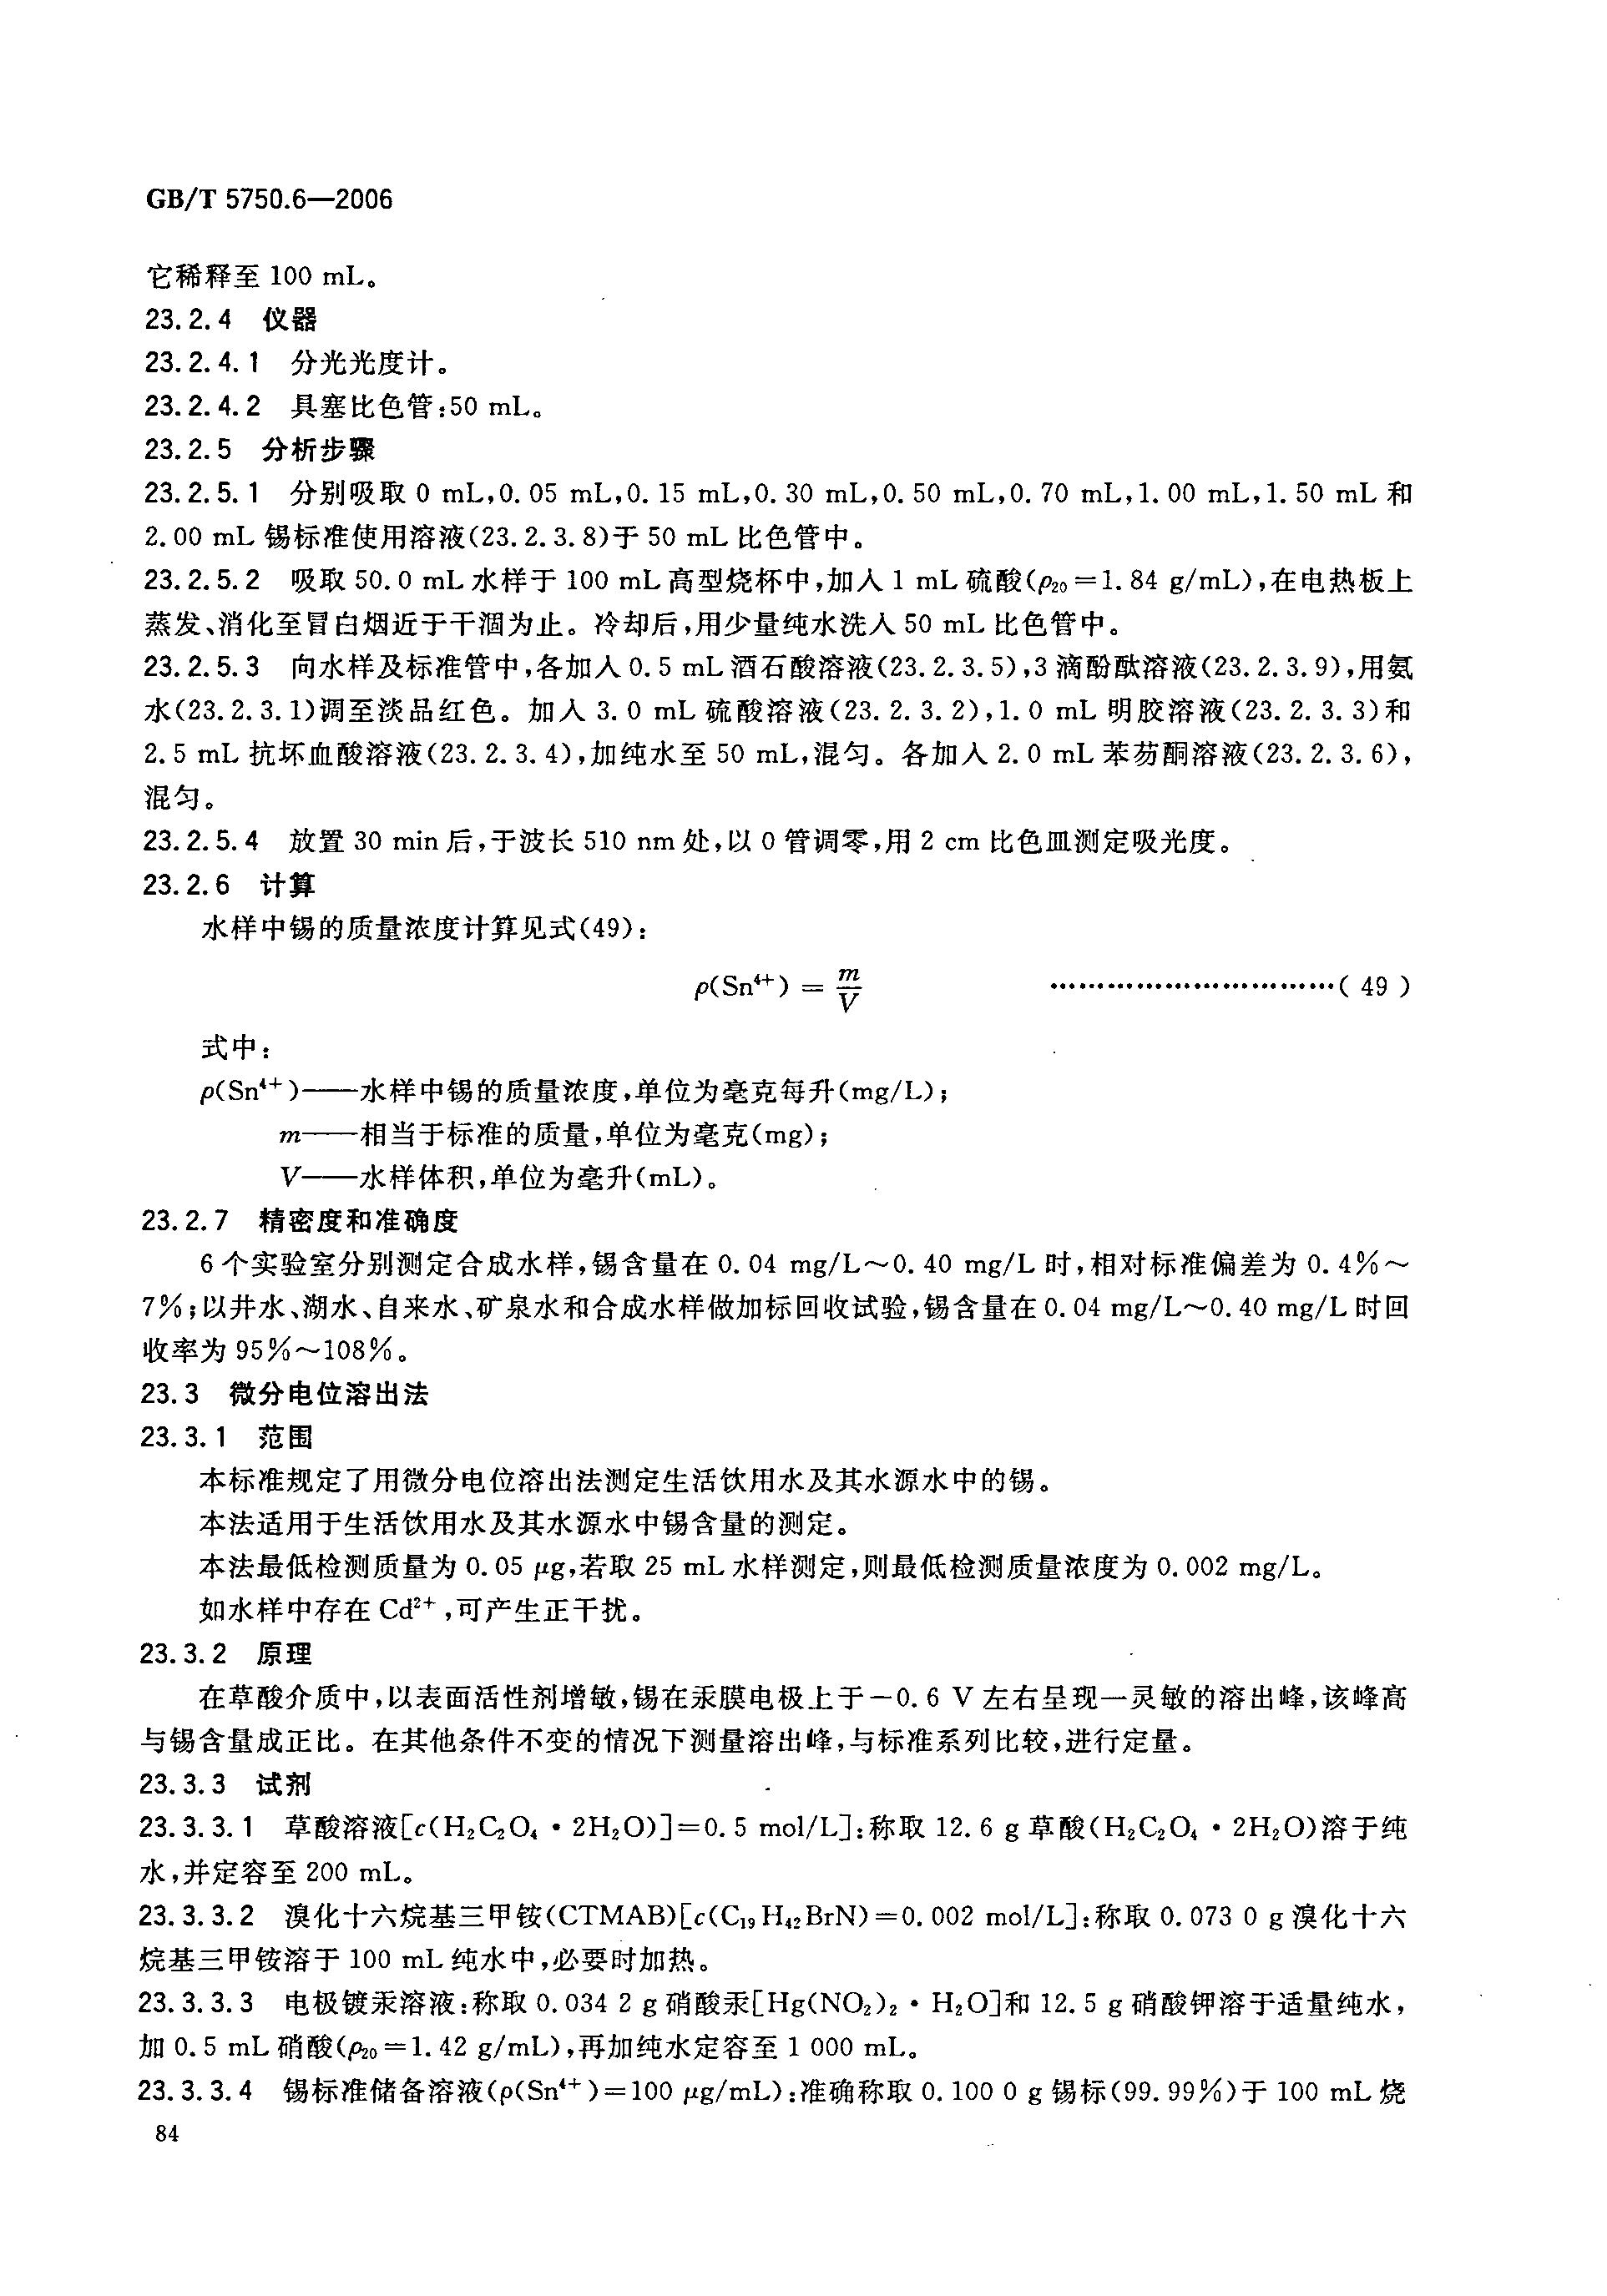 GB/T 5750.6—2006
它稀释至 100 mL。
23.2.4 仪器
23.2.4.1 分光光度计。
23.2.4.2 具塞比色管:50 mL。
23.2.5 分析步骤
23.2.5.1 分别吸取 0 mL,0.05 mL,0.15 mL,0.30 mL,0.50 mL,0.70 mL,1.00 mL,1.50 mL 和
2.00 mL 锡标准使用溶液(23.2.3.8)于 50 mL 比色管中。
23.2.5.2 吸取 50.0 mL 水样于 100 mL 高型烧杯中,加入 1 mL 硫酸(ρ₂₀=1.84 g/mL),在电热板上
蒸发、消化至冒白烟近于干涸为止。冷却后,用少量纯水洗入 50 mL 比色管中。
23.2.5.3 向水样及标准管中,各加入 0.5 mL 酒石酸溶液(23.2.3.5),3 滴酚酞溶液(23.2.3.9),用氨
水(23.2.3.1)调至淡品红色。加入 3.0 mL 硫酸溶液(23.2.3.2),1.0 mL 明胶溶液(23.2.3.3)和
2.5 mL 抗坏血酸溶液(23.2.3.4),加纯水至 50 mL,混匀。各加入 2.0 mL 苯芴酮溶液(23.2.3.6),
混匀。
23.2.5.4 放置 30 min 后,于波长 510 nm 处,以 0 管调零,用 2 cm 比色皿测定吸光度。
23.2.6 计算
水样中锡的质量浓度计算见式(49):
ρ(Sn⁴⁺) = m/V ……………………………( 49 )
式中:
ρ(Sn⁴⁺)——水样中锡的质量浓度,单位为毫克每升(mg/L);
m——相当于标准的质量,单位为毫克(mg);
V——水样体积,单位为毫升(mL)。
23.2.7 精密度和准确度
6 个实验室分别测定合成水样,锡含量在 0.04 mg/L～0.40 mg/L 时,相对标准偏差为 0.4%～
7%;以井水、湖水、自来水、矿泉水和合成水样做加标回收试验,锡含量在 0.04 mg/L～0.40 mg/L 时回
收率为 95%～108%。
23.3 微分电位溶出法
23.3.1 范围
本标准规定了用微分电位溶出法测定生活饮用水及其水源水中的锡。
本法适用于生活饮用水及其水源水中锡含量的测定。
本法最低检测质量为 0.05 μg,若取 25 mL 水样测定,则最低检测质量浓度为 0.002 mg/L。
如水样中存在 Cd²⁺,可产生正干扰。
23.3.2 原理
在草酸介质中,以表面活性剂增敏,锡在汞膜电极上于－0.6 V 左右呈现一灵敏的溶出峰,该峰高
与锡含量成正比。在其他条件不变的情况下测量溶出峰,与标准系列比较,进行定量。
23.3.3 试剂
23.3.3.1 草酸溶液[c(H₂C₂O₄·2H₂O)]=0.5 mol/L]:称取 12.6 g 草酸(H₂C₂O₄·2H₂O)溶于纯
水,并定容至 200 mL。
23.3.3.2 溴化十六烷基三甲铵(CTMAB)[c(C₁₉H₄₂BrN)=0.002 mol/L]:称取 0.073 0 g 溴化十六
烷基三甲铵溶于 100 mL 纯水中,必要时加热。
23.3.3.3 电极镀汞溶液:称取 0.034 2 g 硝酸汞[Hg(NO₂)₂·H₂O]和 12.5 g 硝酸钾溶于适量纯水,
加 0.5 mL 硝酸(ρ₂₀=1.42 g/mL),再加纯水定容至 1 000 mL。
23.3.3.4 锡标准储备溶液(ρ(Sn⁴⁺)=100 μg/mL):准确称取 0.100 0 g 锡标(99.99%)于 100 mL 烧
84